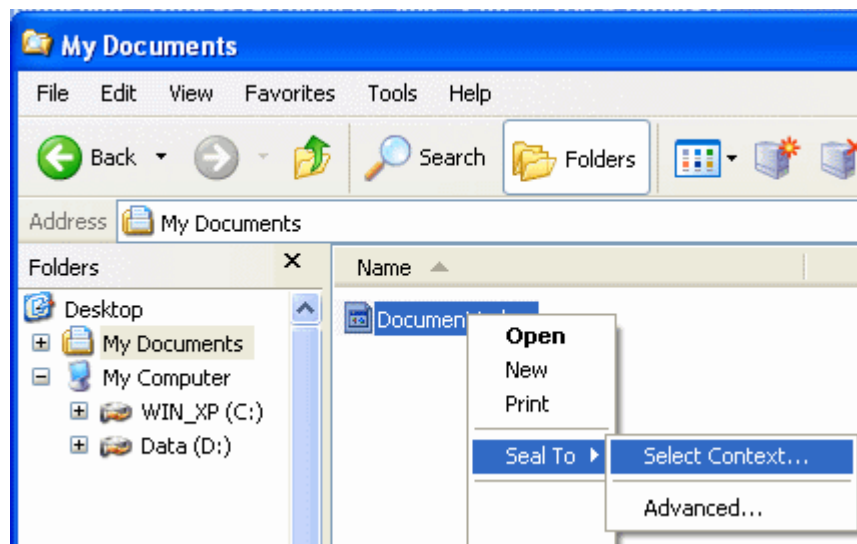 My Documents
File Edit View Favorites Tools Help
Back Search Folders
Address My Documents
Folders Name
Desktop
My Documents
My Computer
WIN_XP (C:)
Data (D:)
Open
New
Print
Seal To Select Context...
Advanced...